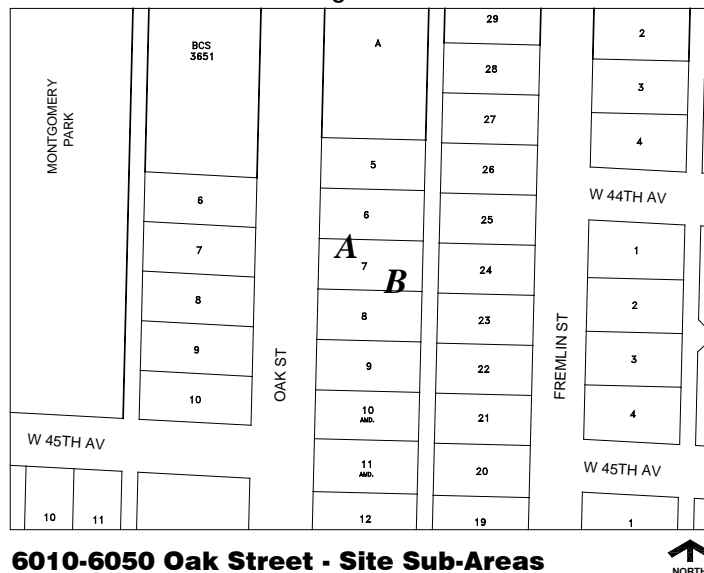 29
2
BCS
3651
A
28
3
MONTGOMERY
PARK
27
4
5
26
6
W 44TH AV
6
25
A
7
7
24
1
B
8
8
23
2
9
9
22
3
OAK ST
FREMLIN ST
10
10
AMD.
21
4
W 45TH AV
11
AMD.
20
W 45TH AV
10
11
12
19
1
6010-6050 Oak Street - Site Sub-Areas
NORTH